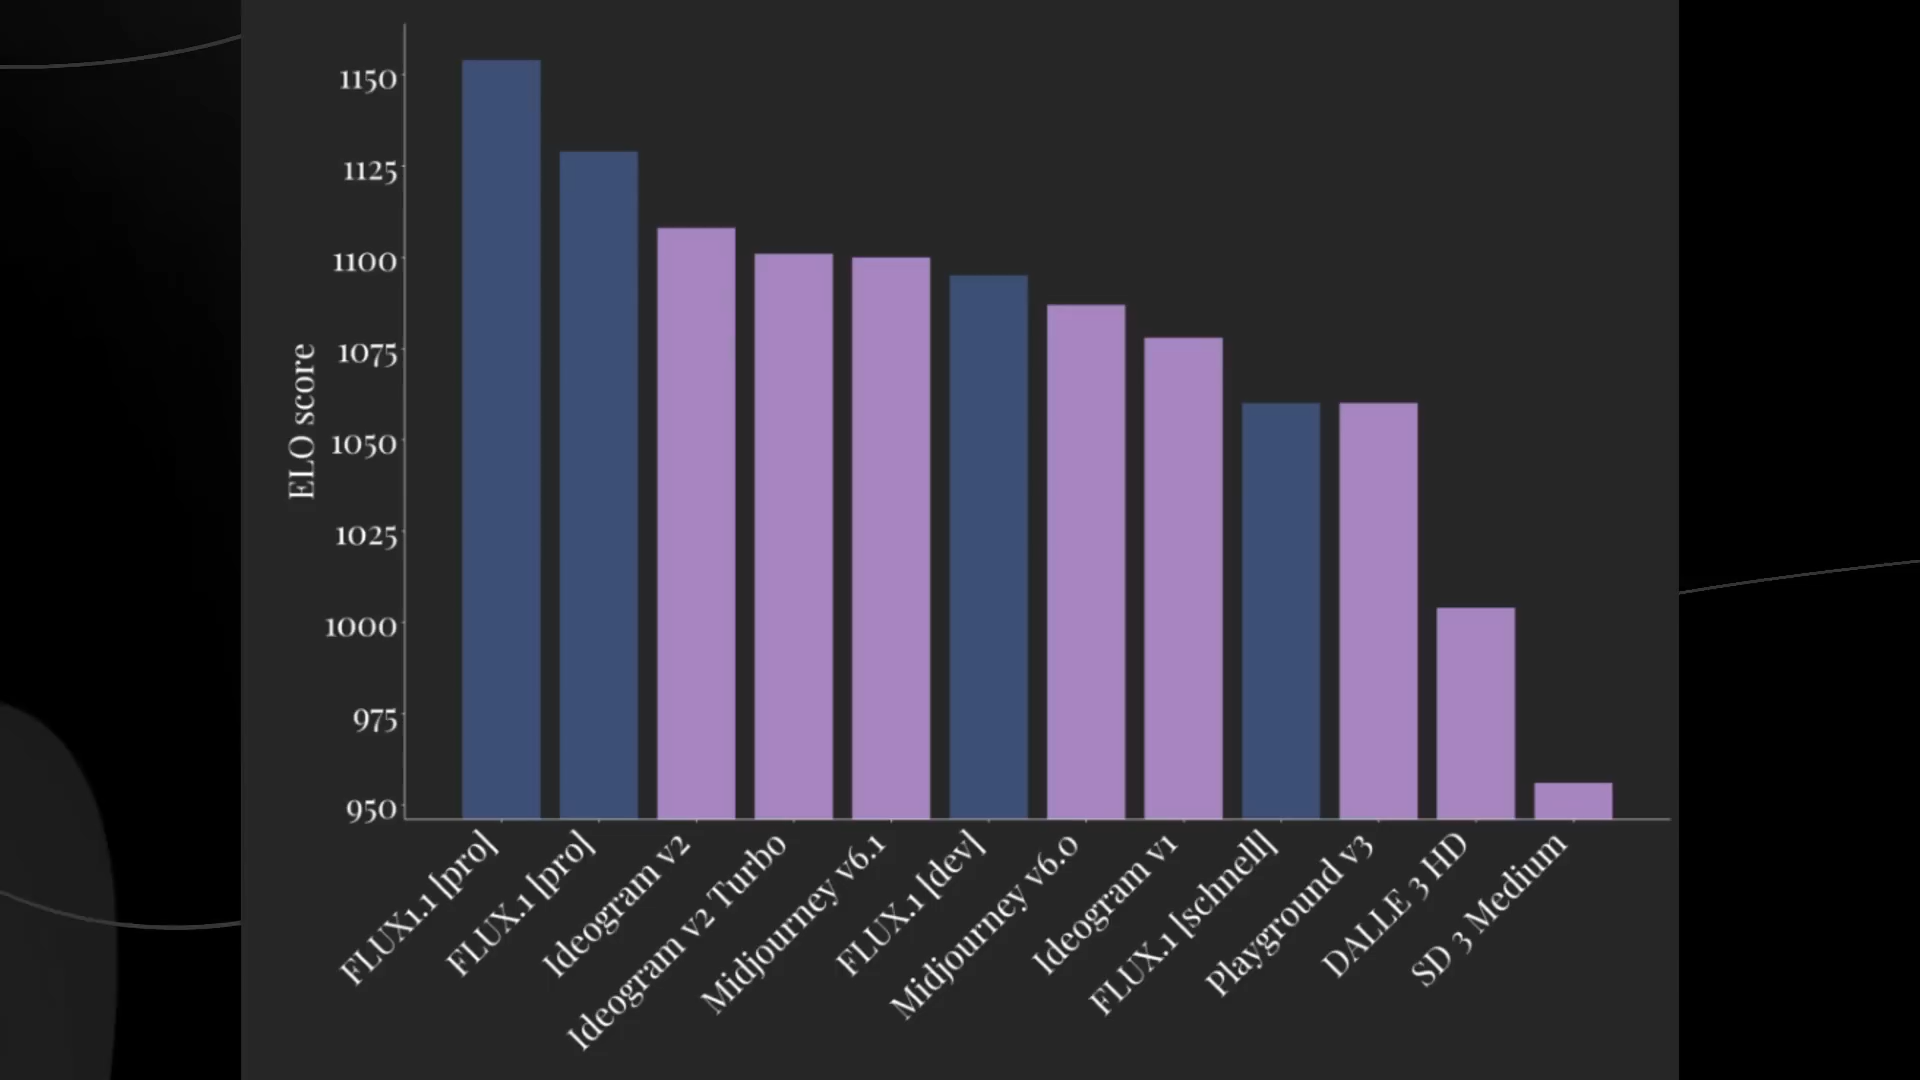 1150
1125
1100
1075
1050
1025
1000
975
950
ELO score
FLUX1.1 [pro]
FLUX.1 [pro]
Ideogram v2
Ideogram v2 Turbo
Midjourney v6.1
FLUX.1 [dev]
Midjourney v6.0
Ideogram v1
FLUX.1 [schnell]
Playground v3
DALLE 3 HD
SD 3 Medium